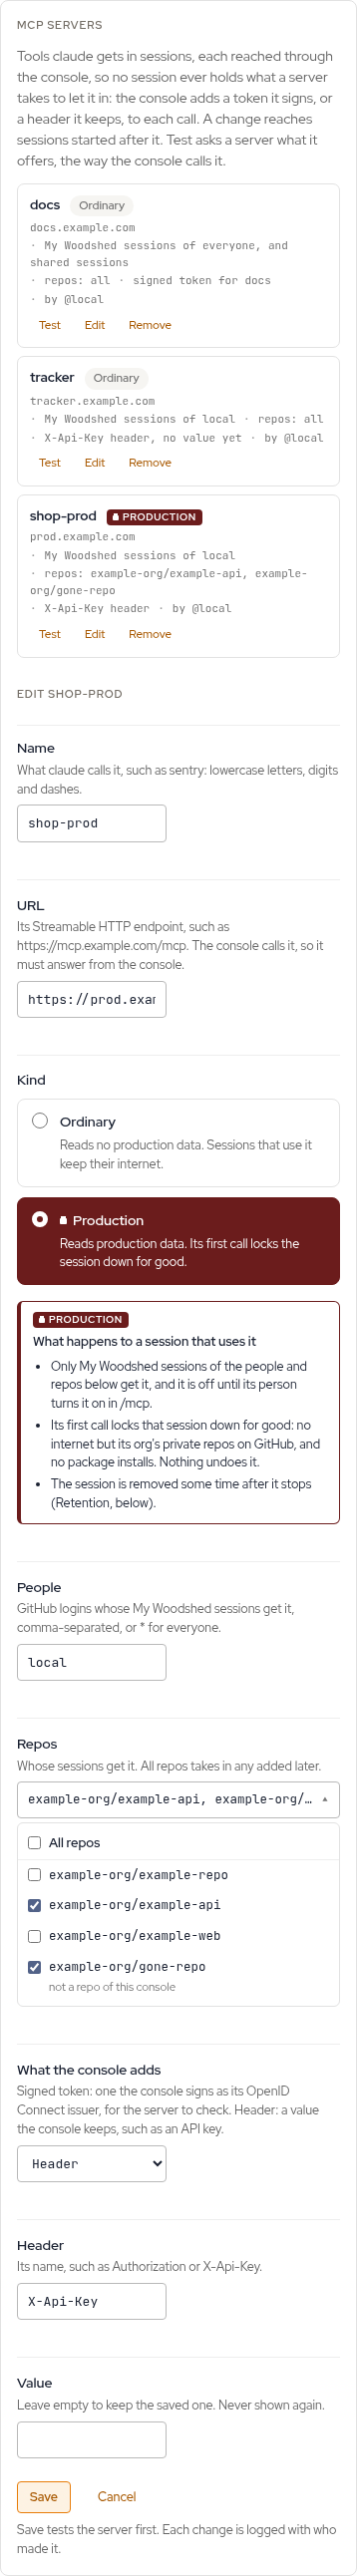 MCP SERVERS
Tools claude gets in sessions, each reached through
the console, so no session ever holds what a server
takes to let it in: the console adds a token it signs, or
a header it keeps, to each call. A change reaches
sessions started after it. Test asks a server what it
offers, the way the console calls it.
docs Ordinary
docs.example.com
· My Woodshed sessions of everyone, and
shared sessions
· repos: all · signed token for docs
· by @local
Test Edit Remove
tracker Ordinary
tracker.example.com
· My Woodshed sessions of local · repos: all
· X-Api-Key header, no value yet · by @local
Test Edit Remove
shop-prod PRODUCTION
prod.example.com
· My Woodshed sessions of local
· repos: example-org/example-api, example-
org/gone-repo
· X-Api-Key header · by @local
Test Edit Remove
EDIT SHOP-PROD
Name
What claude calls it, such as sentry: lowercase letters, digits
and dashes.
shop-prod
URL
Its Streamable HTTP endpoint, such as
https://mcp.example.com/mcp. The console calls it, so it
must answer from the console.
https://prod.exam
Kind
Ordinary
Reads no production data. Sessions that use it
keep their internet.
Production
Reads production data. Its first call locks the
session down for good.
PRODUCTION
What happens to a session that uses it
• Only My Woodshed sessions of the people and
repos below get it, and it is off until its person
turns it on in /mcp.
• Its first call locks that session down for good: no
internet but its org's private repos on GitHub, and
no package installs. Nothing undoes it.
• The session is removed some time after it stops
(Retention, below).
People
GitHub logins whose My Woodshed sessions get it,
comma-separated, or * for everyone.
local
Repos
Whose sessions get it. All repos takes in any added later.
example-org/example-api, example-org/…
All repos
example-org/example-repo
example-org/example-api
example-org/example-web
example-org/gone-repo
not a repo of this console
What the console adds
Signed token: one the console signs as its OpenID
Connect issuer, for the server to check. Header: a value
the console keeps, such as an API key.
Header
Header
Its name, such as Authorization or X-Api-Key.
X-Api-Key
Value
Leave empty to keep the saved one. Never shown again.
Save Cancel
Save tests the server first. Each change is logged with who
made it.